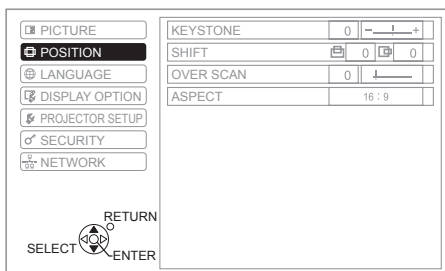 PICTURE
POSITION
LANGUAGE
DISPLAY OPTION
PROJECTOR SETUP
SECURITY
NETWORK
KEYSTONE 0 - +
SHIFT 0 0
OVER SCAN 0
ASPECT 16 : 9
RETURN
SELECT
ENTER